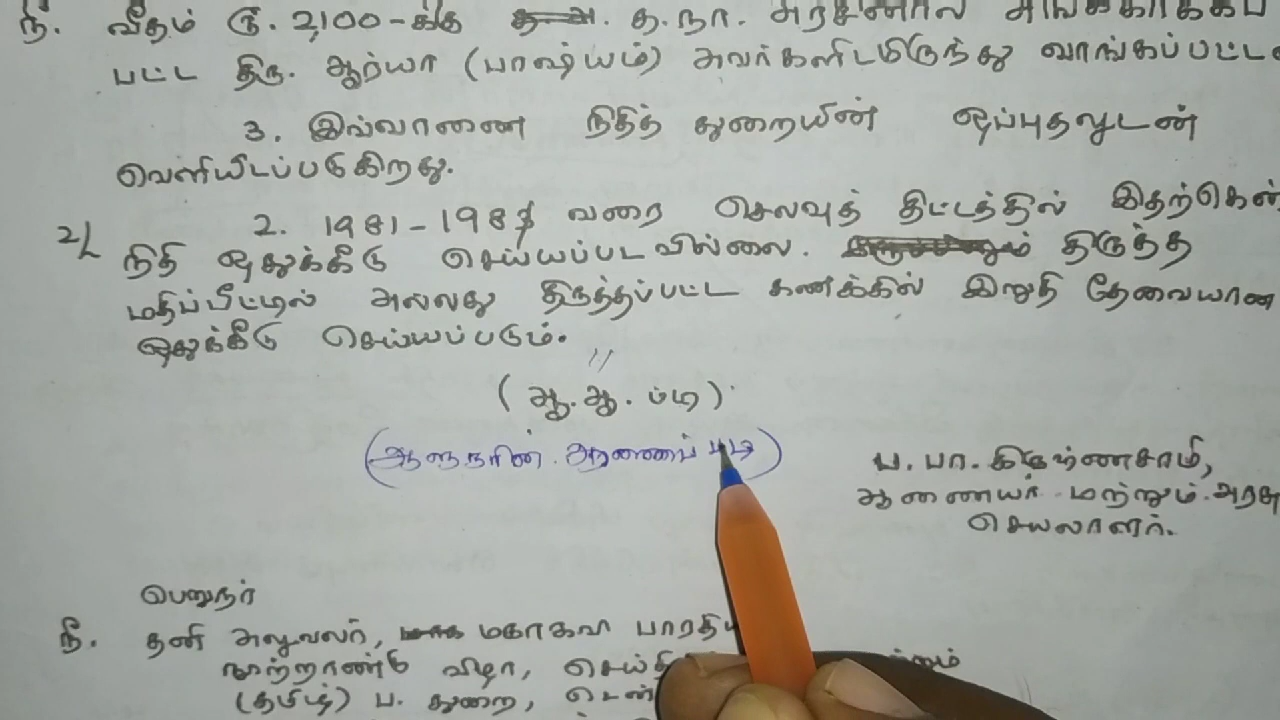 நீ. வீதம் ரூ. 2,100-க்கு த.நா. அரசினால்
பட்ட திரு. ஆர்யா (பாஷ்யம்) அவர்களிடமிருந்து வாங்கப்பட்ட
3. இவ்வாணை நிதித் துறையின் ஒப்புதலுடன்
வெளியிடப்படுகிறது.
2. 1981-1987 வரை செலவுத் திட்டத்தில் இதற்கென்
2/ நிதி ஒதுக்கீடு செய்யப்படவில்லை. திருத்த
மதிப்பீட்டில் அல்லது திருத்தப்பட்ட கணக்கில் இறுதி தேவையான
ஒதுக்கீடு செய்யப்படும்.
(ஆ.ஆ.படி)
(ஆளுநரின் ஆணைப்படி)
ப. பா. கிருஷ்ணசாமி,
ஆணையர் மற்றும் அரசு
செயலாளர்.
பெறுநர்
நீ. தனி அலுவலர், மகாகவி பாரதி
நூற்றாண்டு விழா,
(தமிழ்) ப. துறை,